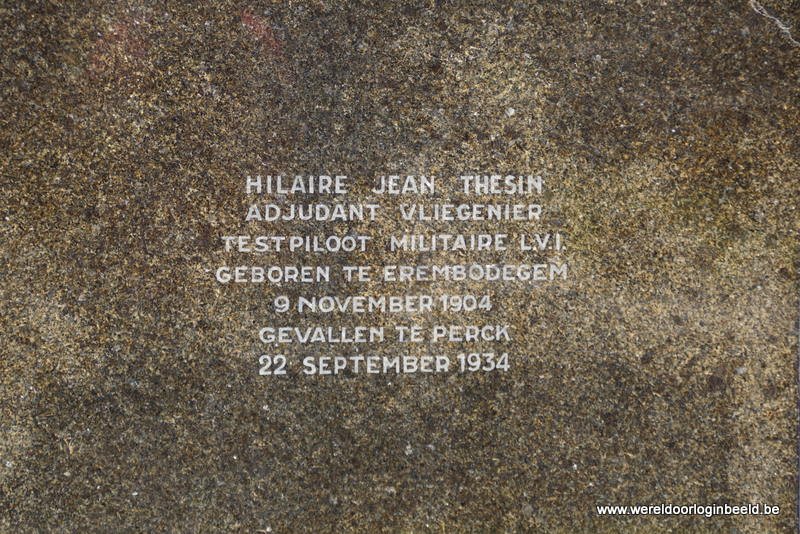 HILAIRE JEAN THESIN
ADJUDANT VLIEGENIER
TESTPILOOT MILITAIRE L.V.I.
GEBOREN TE EREMBODEGEM
9 NOVEMBER 1904
GEVALLEN TE PERCK
22 SEPTEMBER 1934
www.wereldoorloginbeeld.be